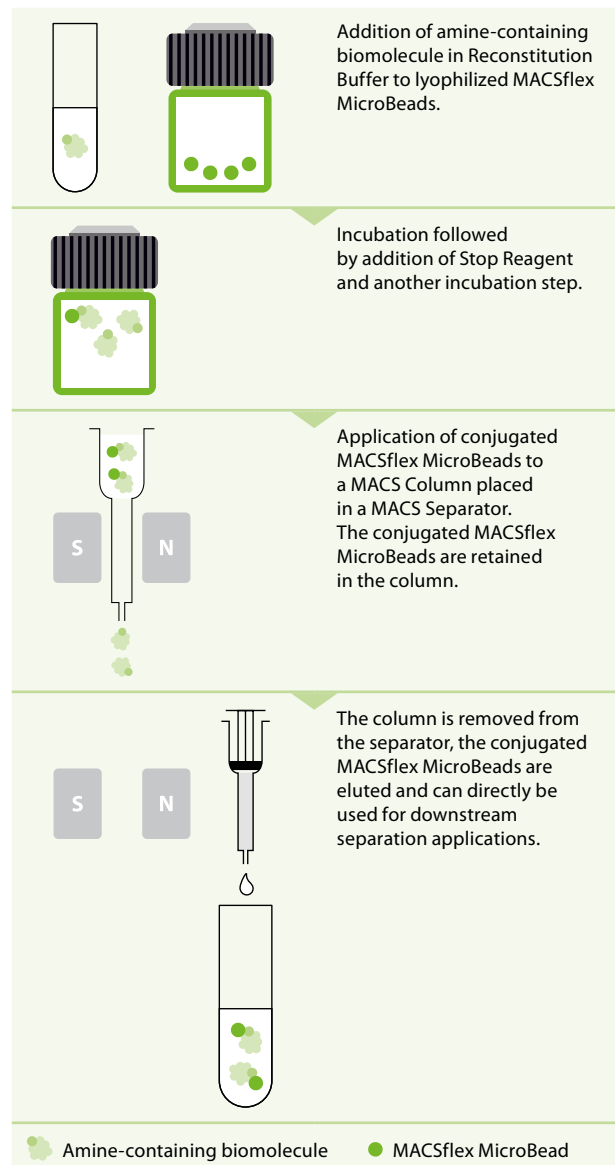 Addition of amine-containing
biomolecule in Reconstitution
Buffer to lyophilized MACSflex
MicroBeads.
Incubation followed
by addition of Stop Reagent
and another incubation step.
Application of conjugated
MACSflex MicroBeads to
a MACS Column placed
in a MACS Separator.
The conjugated MACSflex
MicroBeads are retained
in the column.
S N
The column is removed from
the separator, the conjugated
MACSflex MicroBeads are
eluted and can directly be
used for downstream
separation applications.
S N
Amine-containing biomolecule MACSflex MicroBead